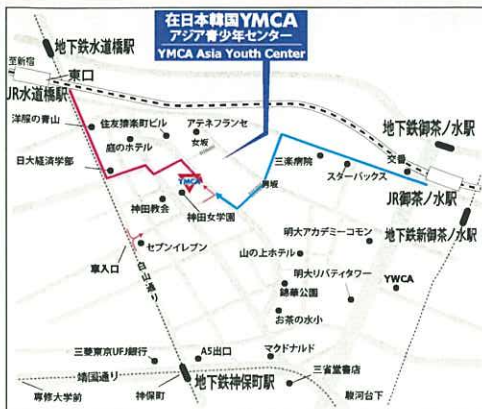 在日本韓国YMCA
アジア青少年センター
YMCA Asia Youth Center
地下鉄水道橋駅
至新宿
東口
JR水道橋駅
洋服の青山
住友猿楽町ビル
アテネフランセ
女坂
庭のホテル
日大経済学部
三楽病院
スターバックス
交番
地下鉄御茶ノ水駅
JR御茶ノ水駅
地下鉄新御茶ノ水駅
YMCA
男坂
神田女学園
神田教会
セブンイレブン
車入口
白山通り
明大アカデミーコモン
山の上ホテル
明大リバティタワー
YWCA
錦華公園
お茶の水小
三菱東京UFJ銀行
A5出口
マクドナルド
靖国通り
地下鉄神保町駅
三省堂書店
専修大学前
神保町
駿河台下